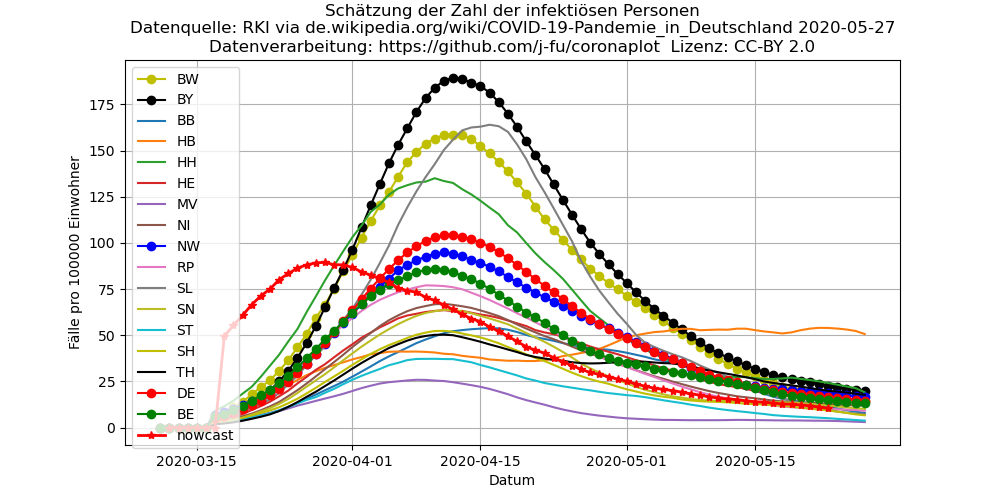 Schätzung der Zahl der infektiösen Personen
Datenquelle: RKI via de.wikipedia.org/wiki/COVID-19-Pandemie_in_Deutschland 2020-05-27
Datenverarbeitung: https://github.com/j-fu/coronaplot  Lizenz: CC-BY 2.0
BW
BY
BB
HB
HH
HE
MV
NI
NW
RP
SL
SN
ST
SH
TH
DE
BE
nowcast
Fälle pro 100000 Einwohner
175
150
125
100
75
50
25
0
2020-03-15
2020-04-01
2020-04-15
2020-05-01
2020-05-15
Datum